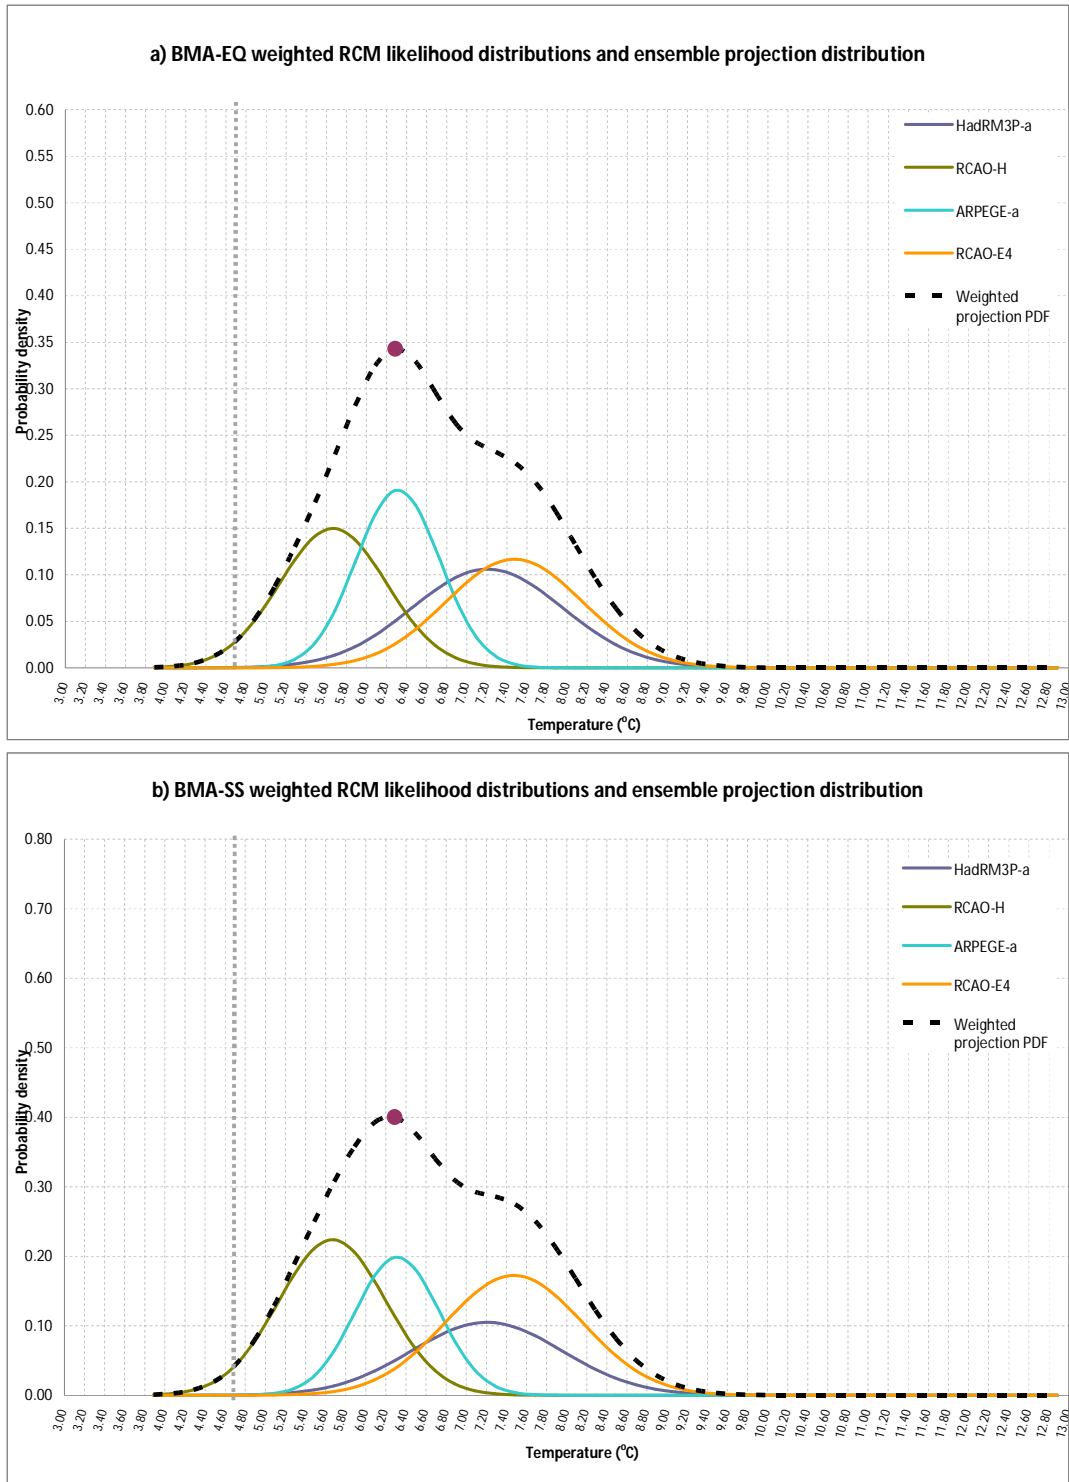 a) BMA-EQ weighted RCM likelihood distributions and ensemble projection distribution
Probability density
0.60
0.55
0.50
0.45
0.40
0.35
0.30
0.25
0.20
0.15
0.10
0.05
0.00
HadRM3P-a
RCAO-H
ARPEGE-a
RCAO-E4
Weighted
projection PDF
3.00 3.20 3.40 3.60 3.80 4.00 4.20 4.40 4.60 4.80 5.00 5.20 5.40 5.60 5.80 6.00 6.20 6.40 6.60 6.80 7.00 7.20 7.40 7.60 7.80 8.00 8.20 8.40 8.60 8.80 9.00 9.20 9.40 9.60 9.80 10.00 10.20 10.40 10.60 10.80 11.00 11.20 11.40 11.60 11.80 12.00 12.20 12.40 12.60 12.80 13.00
Temperature (°C)
b) BMA-SS weighted RCM likelihood distributions and ensemble projection distribution
Probability density
0.80
0.70
0.60
0.50
0.40
0.30
0.20
0.10
0.00
HadRM3P-a
RCAO-H
ARPEGE-a
RCAO-E4
Weighted
projection PDF
3.00 3.20 3.40 3.60 3.80 4.00 4.20 4.40 4.60 4.80 5.00 5.20 5.40 5.60 5.80 6.00 6.20 6.40 6.60 6.80 7.00 7.20 7.40 7.60 7.80 8.00 8.20 8.40 8.60 8.80 9.00 9.20 9.40 9.60 9.80 10.00 10.20 10.40 10.60 10.80 11.00 11.20 11.40 11.60 11.80 12.00 12.20 12.40 12.60 12.80 13.00
Temperature (°C)